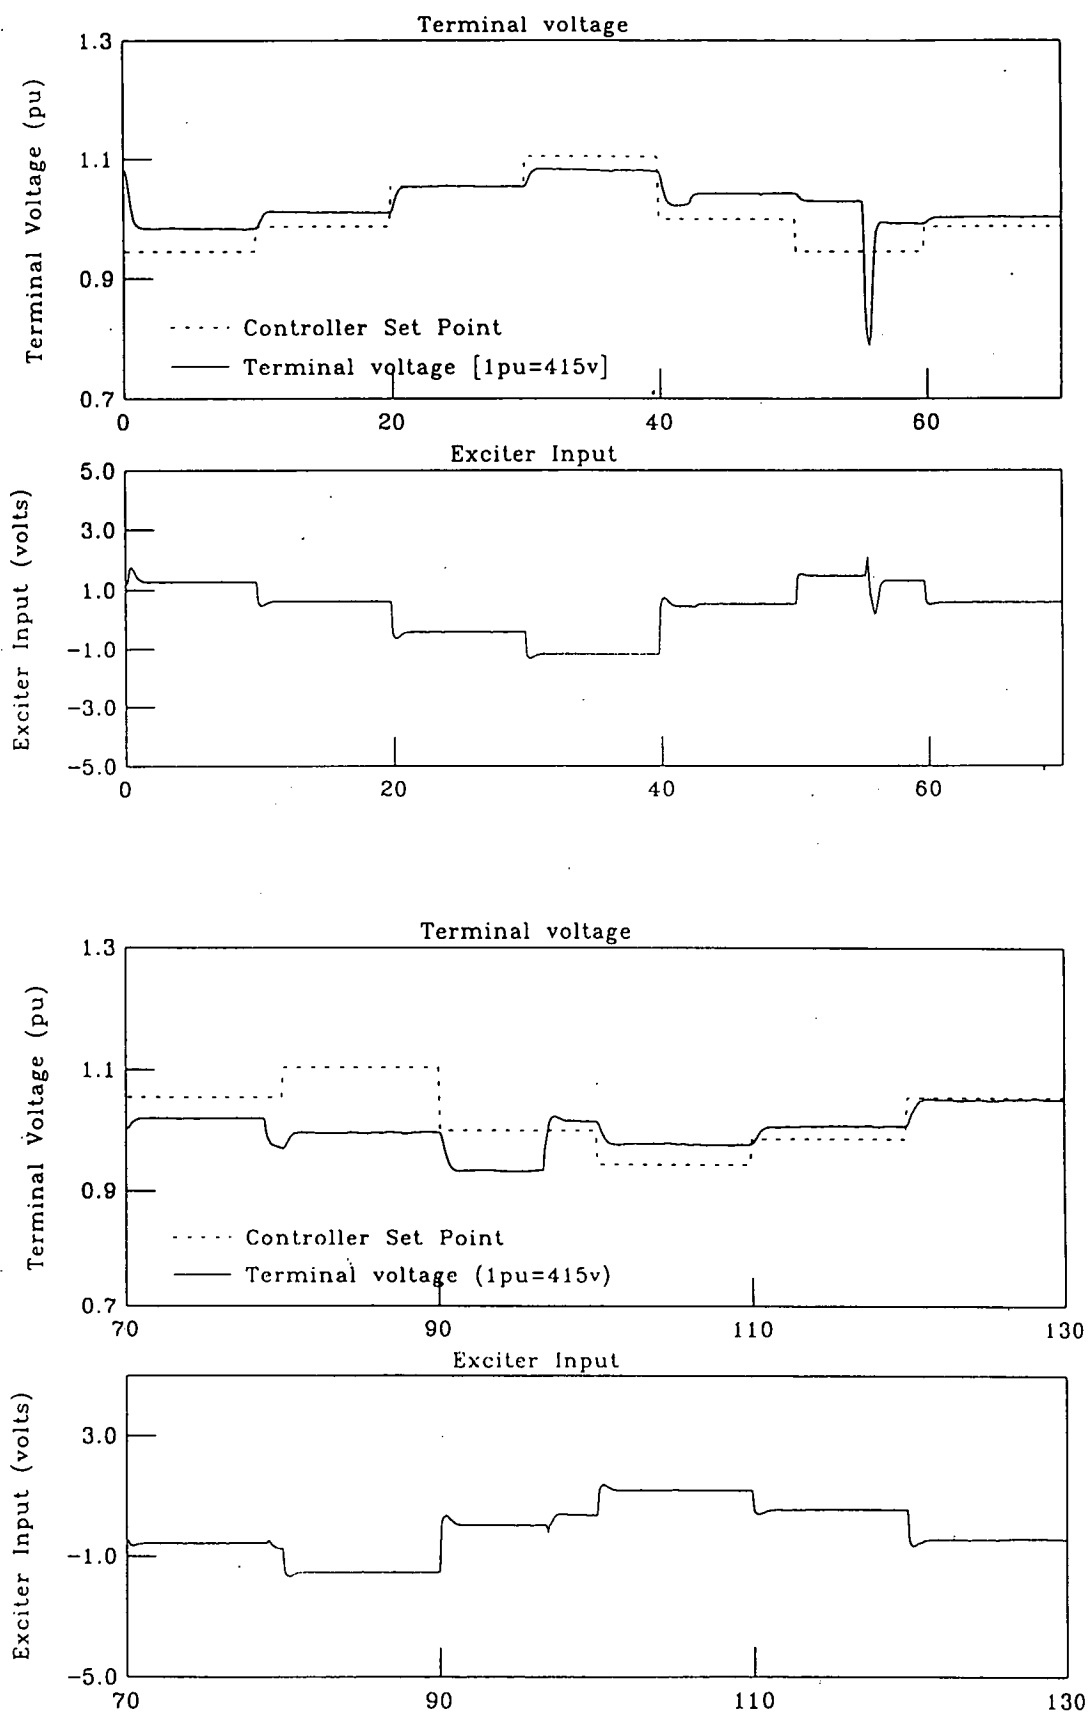 Terminal voltage
1.3
1.1
0.9
0.7
Terminal Voltage (pu)
Controller Set Point
Terminal voltage [1pu=415v]
0 20 40 60
Exciter Input
5.0
3.0
1.0
-1.0
-3.0
-5.0
Exciter Input (volts)
0 20 40 60
Terminal voltage
1.3
1.1
0.9
0.7
Terminal Voltage (pu)
Controller Set Point
Terminal voltage (1pu=415v)
70 90 110 130
Exciter Input
3.0
-1.0
-5.0
Exciter Input (volts)
70 90 110 130